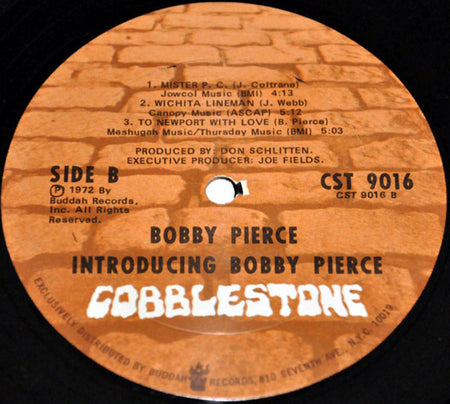 1. MISTER P. C. (J. Coltrane)
Jowcol Music (BMI) 4:13
2. WICHITA LINEMAN (J. Webb)
Canopy Music (ASCAP) 5:12
3. TO NEWPORT WITH LOVE (B. Pierce)
Meshugah Music/Thursday Music (BMI) 5:03
PRODUCED BY: DON SCHLITTEN.
EXECUTIVE PRODUCER: JOE FIELDS.
SIDE B
Ⓟ 1972 By
Buddah Records,
Inc. All Rights
Reserved.
CST 9016
CST 9016 B
BOBBY PIERCE
INTRODUCING BOBBY PIERCE
COBBLESTONE
EXCLUSIVELY DISTRIBUTED BY BUDDAH RECORDS, 810 SEVENTH AVE., N.Y.C. 10019